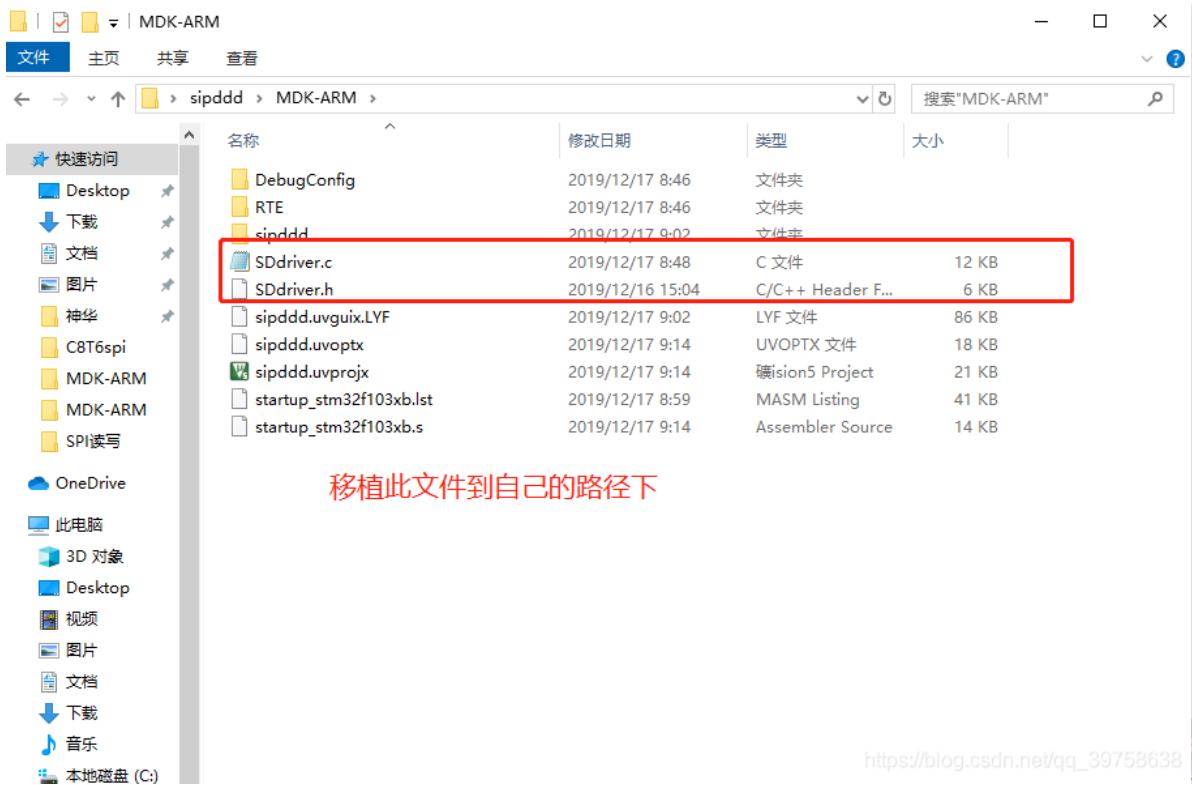 MDK-ARM
文件 主页 共享 查看
sipddd > MDK-ARM >
搜索"MDK-ARM"
名称 修改日期 类型 大小
快速访问
Desktop
下载
文档
图片
神华
C8T6spi
MDK-ARM
MDK-ARM
SPI读写
OneDrive
此电脑
3D 对象
Desktop
视频
图片
文档
下载
音乐
本地磁盘 (C:)
DebugConfig 2019/12/17 8:46 文件夹
RTE 2019/12/17 8:46 文件夹
sipddd 2019/12/17 9:02 文件夹
SDdriver.c 2019/12/17 8:48 C 文件 12 KB
SDdriver.h 2019/12/16 15:04 C/C++ Header F... 6 KB
sipddd.uvguix.LYF 2019/12/17 9:02 LYF 文件 86 KB
sipddd.uvoptx 2019/12/17 9:14 UVOPTX 文件 18 KB
sipddd.uvprojx 2019/12/17 9:14 礦ision5 Project 21 KB
startup_stm32f103xb.lst 2019/12/17 8:59 MASM Listing 41 KB
startup_stm32f103xb.s 2019/12/17 9:14 Assembler Source 14 KB
移植此文件到自己的路径下
https://blog.csdn.net/qq_39758638